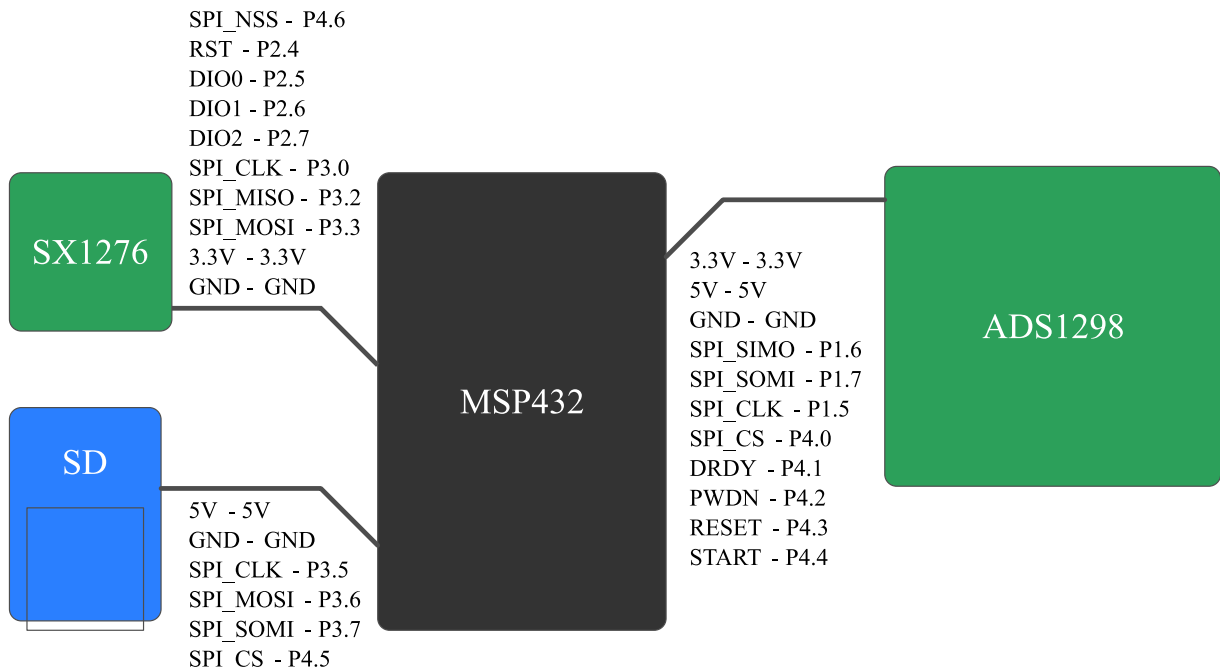 SPI_NSS - P4.6
RST - P2.4
DIO0 - P2.5
DIO1 - P2.6
DIO2 - P2.7
SPI_CLK - P3.0
SPI_MISO - P3.2
SPI_MOSI - P3.3
3.3V - 3.3V
GND - GND
SX1276
SD
5V - 5V
GND - GND
SPI_CLK - P3.5
SPI_MOSI - P3.6
SPI_SOMI - P3.7
SPI_CS - P4.5
MSP432
3.3V - 3.3V
5V - 5V
GND - GND
SPI_SIMO - P1.6
SPI_SOMI - P1.7
SPI_CLK - P1.5
SPI_CS - P4.0
DRDY - P4.1
PWDN - P4.2
RESET - P4.3
START - P4.4
ADS1298